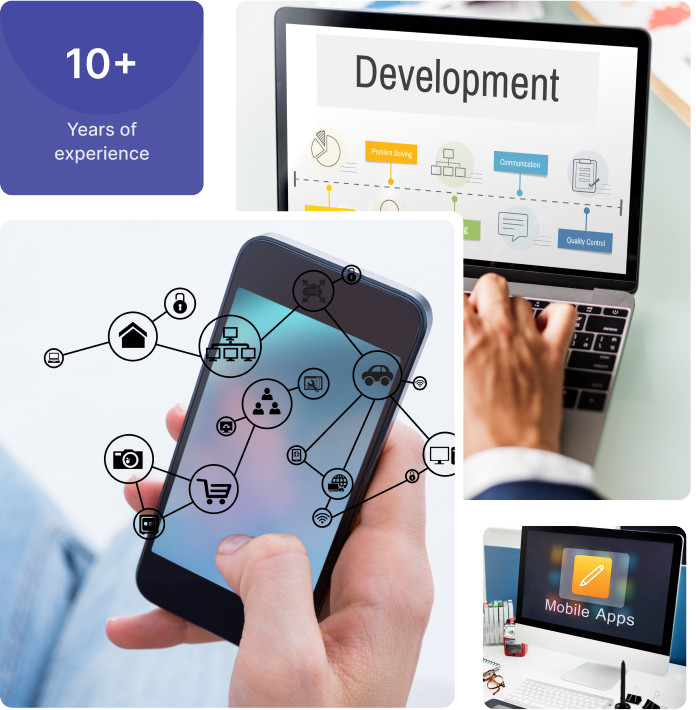 10+
Years of
experience
Development
Problem Solving
Communication
Quality Control
Mobile Apps